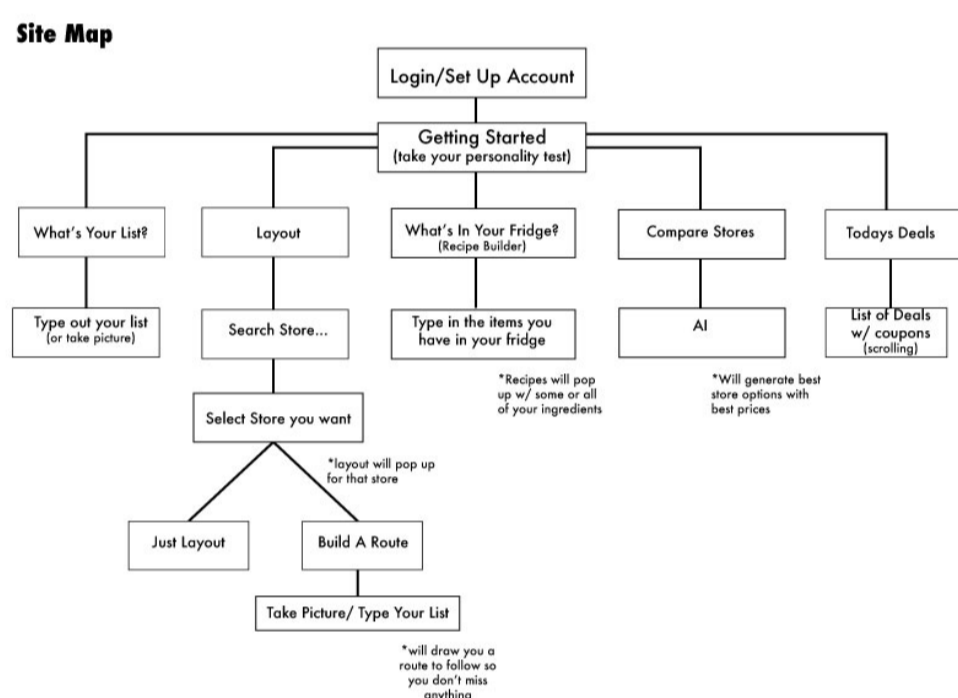 Site Map
Login/Set Up Account
Getting Started
(take your personality test)
What's Your List?
Layout
What's In Your Fridge?
(Recipe Builder)
Compare Stores
Todays Deals
Type out your list
(or take picture)
Search Store...
Type in the items you
have in your fridge
AI
List of Deals
w/ coupons
(scrolling)
*Recipes will pop
up w/ some or all
of your ingredients
*Will generate best
store options with
best prices
Select Store you want
*layout will pop up
for that store
Just Layout
Build A Route
Take Picture/ Type Your List
*will draw you a
route to follow so
you don't miss
anything